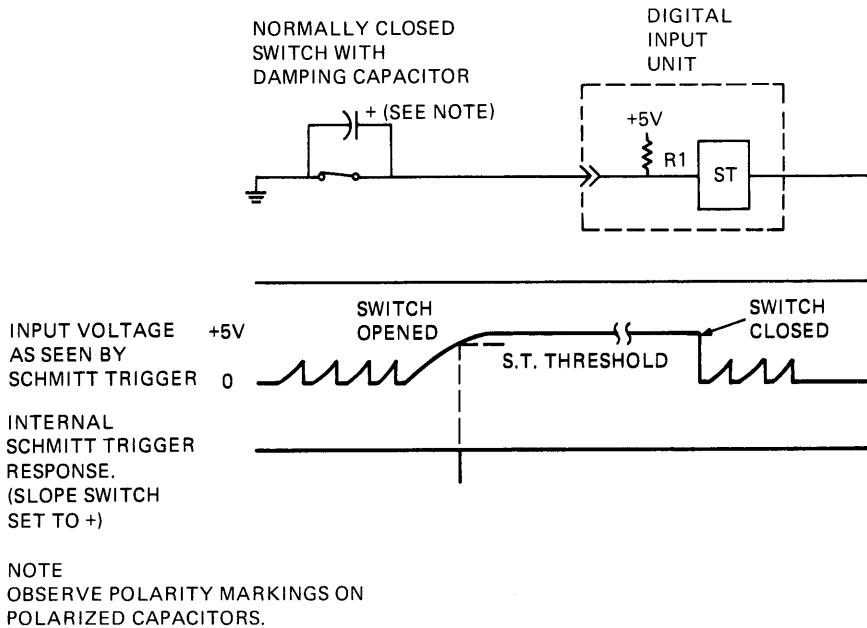 NORMALLY CLOSED
SWITCH WITH
DAMPING CAPACITOR
+ (SEE NOTE)
DIGITAL
INPUT
UNIT
+5V
R1
ST
INPUT VOLTAGE +5V
AS SEEN BY
SCHMITT TRIGGER 0
SWITCH
OPENED
S.T. THRESHOLD
SWITCH
CLOSED
INTERNAL
SCHMITT TRIGGER
RESPONSE.
(SLOPE SWITCH
SET TO +)
NOTE
OBSERVE POLARITY MARKINGS ON
POLARIZED CAPACITORS.